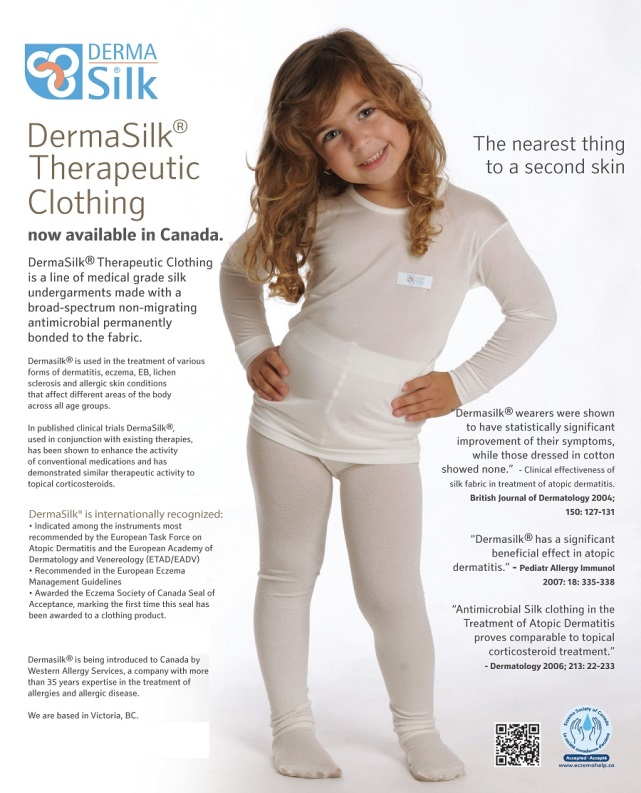 DERMA
Silk®
DermaSilk®
Therapeutic
Clothing
now available in Canada.
DermaSilk® Therapeutic Clothing
is a line of medical grade silk
undergarments made with a
broad-spectrum non-migrating
antimicrobial permanently
bonded to the fabric.
Dermasilk® is used in the treatment of various
forms of dermatitis, eczema, EB, lichen
sclerosis and allergic skin conditions
that affect different areas of the body
across all age groups.
In published clinical trials DermaSilk®,
used in conjunction with existing therapies,
has been shown to enhance the activity
of conventional medications and has
demonstrated similar therapeutic activity to
topical corticosteroids.
DermaSilk® is internationally recognized:
• Indicated among the instruments most
recommended by the European Task Force on
Atopic Dermatitis and the European Academy of
Dermatology and Venereology (ETAD/EADV)
• Recommended in the European Eczema
Management Guidelines
• Awarded the Eczema Society of Canada Seal of
Acceptance, marking the first time this seal has
been awarded to a clothing product.
Dermasilk® is being introduced to Canada by
Western Allergy Services, a company with more
than 35 years expertise in the treatment of
allergies and allergic disease.
We are based in Victoria, BC.
The nearest thing
to a second skin
"Dermasilk® wearers were shown
to have statistically significant
improvement of their symptoms,
while those dressed in cotton
showed none." - Clinical effectiveness of
silk fabric in treatment of atopic dermatitis.
British Journal of Dermatology 2004;
150: 127-131
"Dermasilk® has a significant
beneficial effect in atopic
dermatitis." - Pediatr Allergy Immunol
2007: 18: 335-338
"Antimicrobial Silk clothing in the
Treatment of Atopic Dermatitis
proves comparable to topical
corticosteroid treatment."
- Dermatology 2006; 213: 22-233
Eczema Society of Canada
Accepted · Accepté
www.eczemahelp.ca